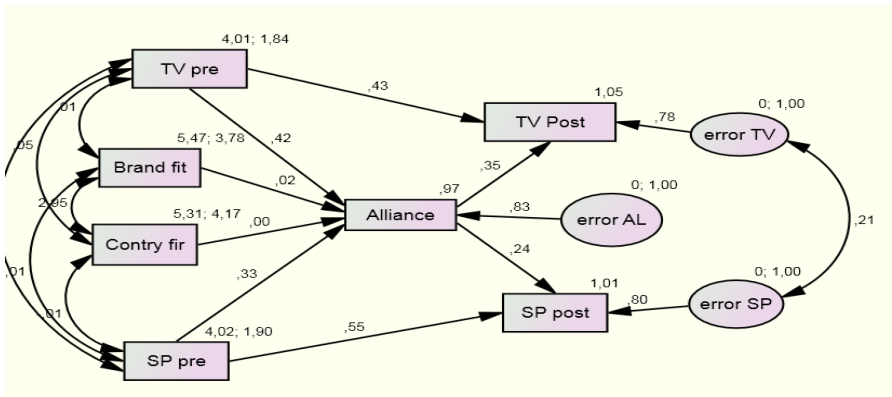 4,01; 1,84
TV pre
,43
1,05
TV Post
,78
0; 1,00
error TV
,01
,05
5,47; 3,78
,42
Brand fit
,02
,35
,97
0; 1,00
2,95
5,31; 4,17
Alliance
,83
error AL
Contry fir
,00
,21
,33
,24
,01
1,01
0; 1,00
SP post
,80
error SP
,01
4,02; 1,90
,55
SP pre